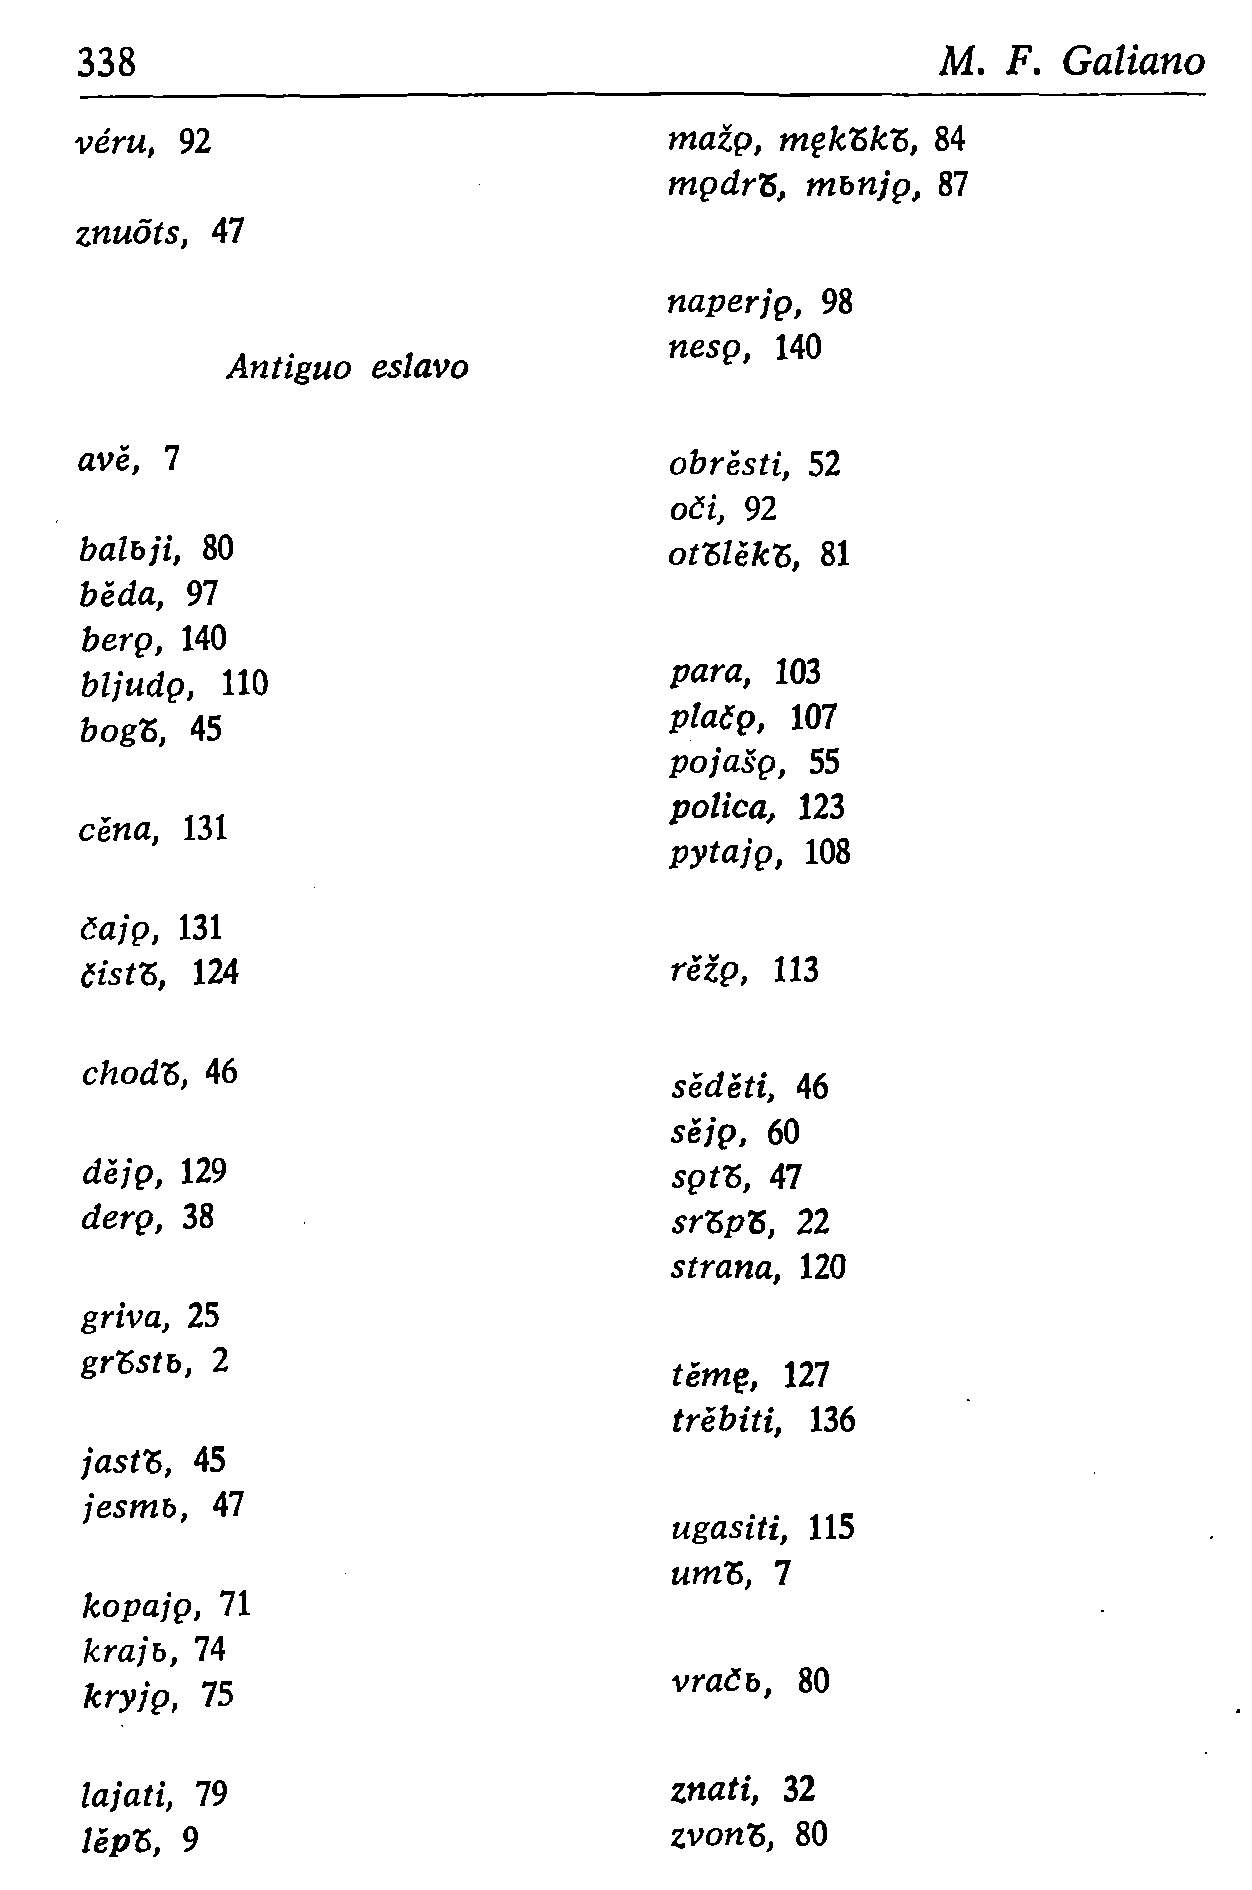 338 M. F. Galiano
véru, 92
znuõts, 47
Antiguo eslavo
avě, 7
balьji, 80
běda, 97
berǫ, 140
bljudǫ, 110
bogъ, 45
cěna, 131
čajǫ, 131
čistъ, 124
chodъ, 46
dějǫ, 129
derǫ, 38
griva, 25
grъstь, 2
jastъ, 45
jesmь, 47
kopajǫ, 71
krajь, 74
kryjǫ, 75
lajati, 79
lěpъ, 9
mažǫ, mękъkъ, 84
mǫdrъ, mьnjǫ, 87
naperjǫ, 98
nesǫ, 140
obrěsti, 52
oči, 92
otъlěkъ, 81
para, 103
plačǫ, 107
pojašǫ, 55
polica, 123
pytajǫ, 108
rěžǫ, 113
sěděti, 46
sějǫ, 60
sǫtъ, 47
srъpъ, 22
strana, 120
těmę, 127
trěbiti, 136
ugasiti, 115
umъ, 7
vračь, 80
znati, 32
zvonъ, 80